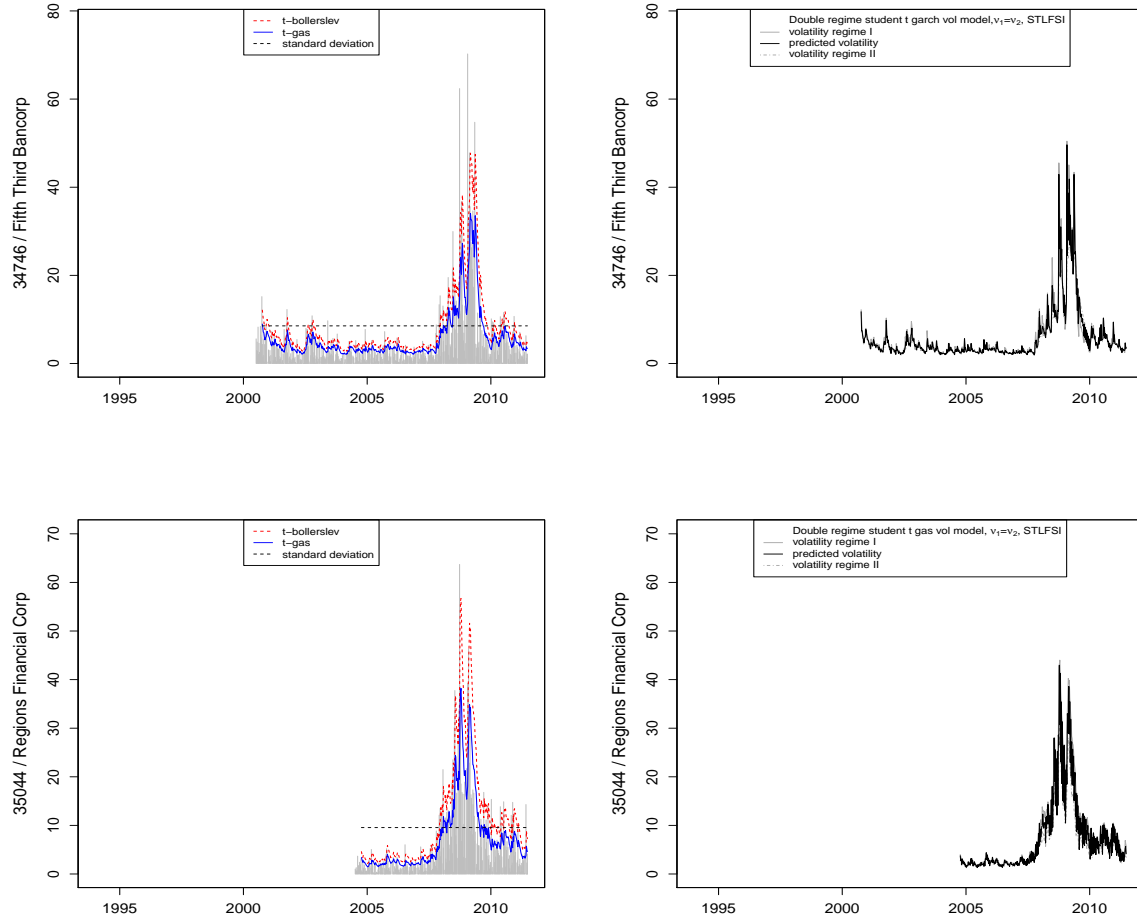 34746 / Fifth Third Bancorp
80
60
40
20
0
t−bollerslev
t−gas
standard deviation
1995 2000 2005 2010
34746 / Fifth Third Bancorp
80
60
40
20
0
Double regime student t garch vol model,ν1=ν2, STLFSI
volatility regime I
predicted volatility
volatility regime II
1995 2000 2005 2010
35044 / Regions Financial Corp
70
60
50
40
30
20
10
0
t−bollerslev
t−gas
standard deviation
1995 2000 2005 2010
35044 / Regions Financial Corp
70
60
50
40
30
20
10
0
Double regime student t gas vol model, ν1=ν2, STLFSI
volatility regime I
predicted volatility
volatility regime II
1995 2000 2005 2010